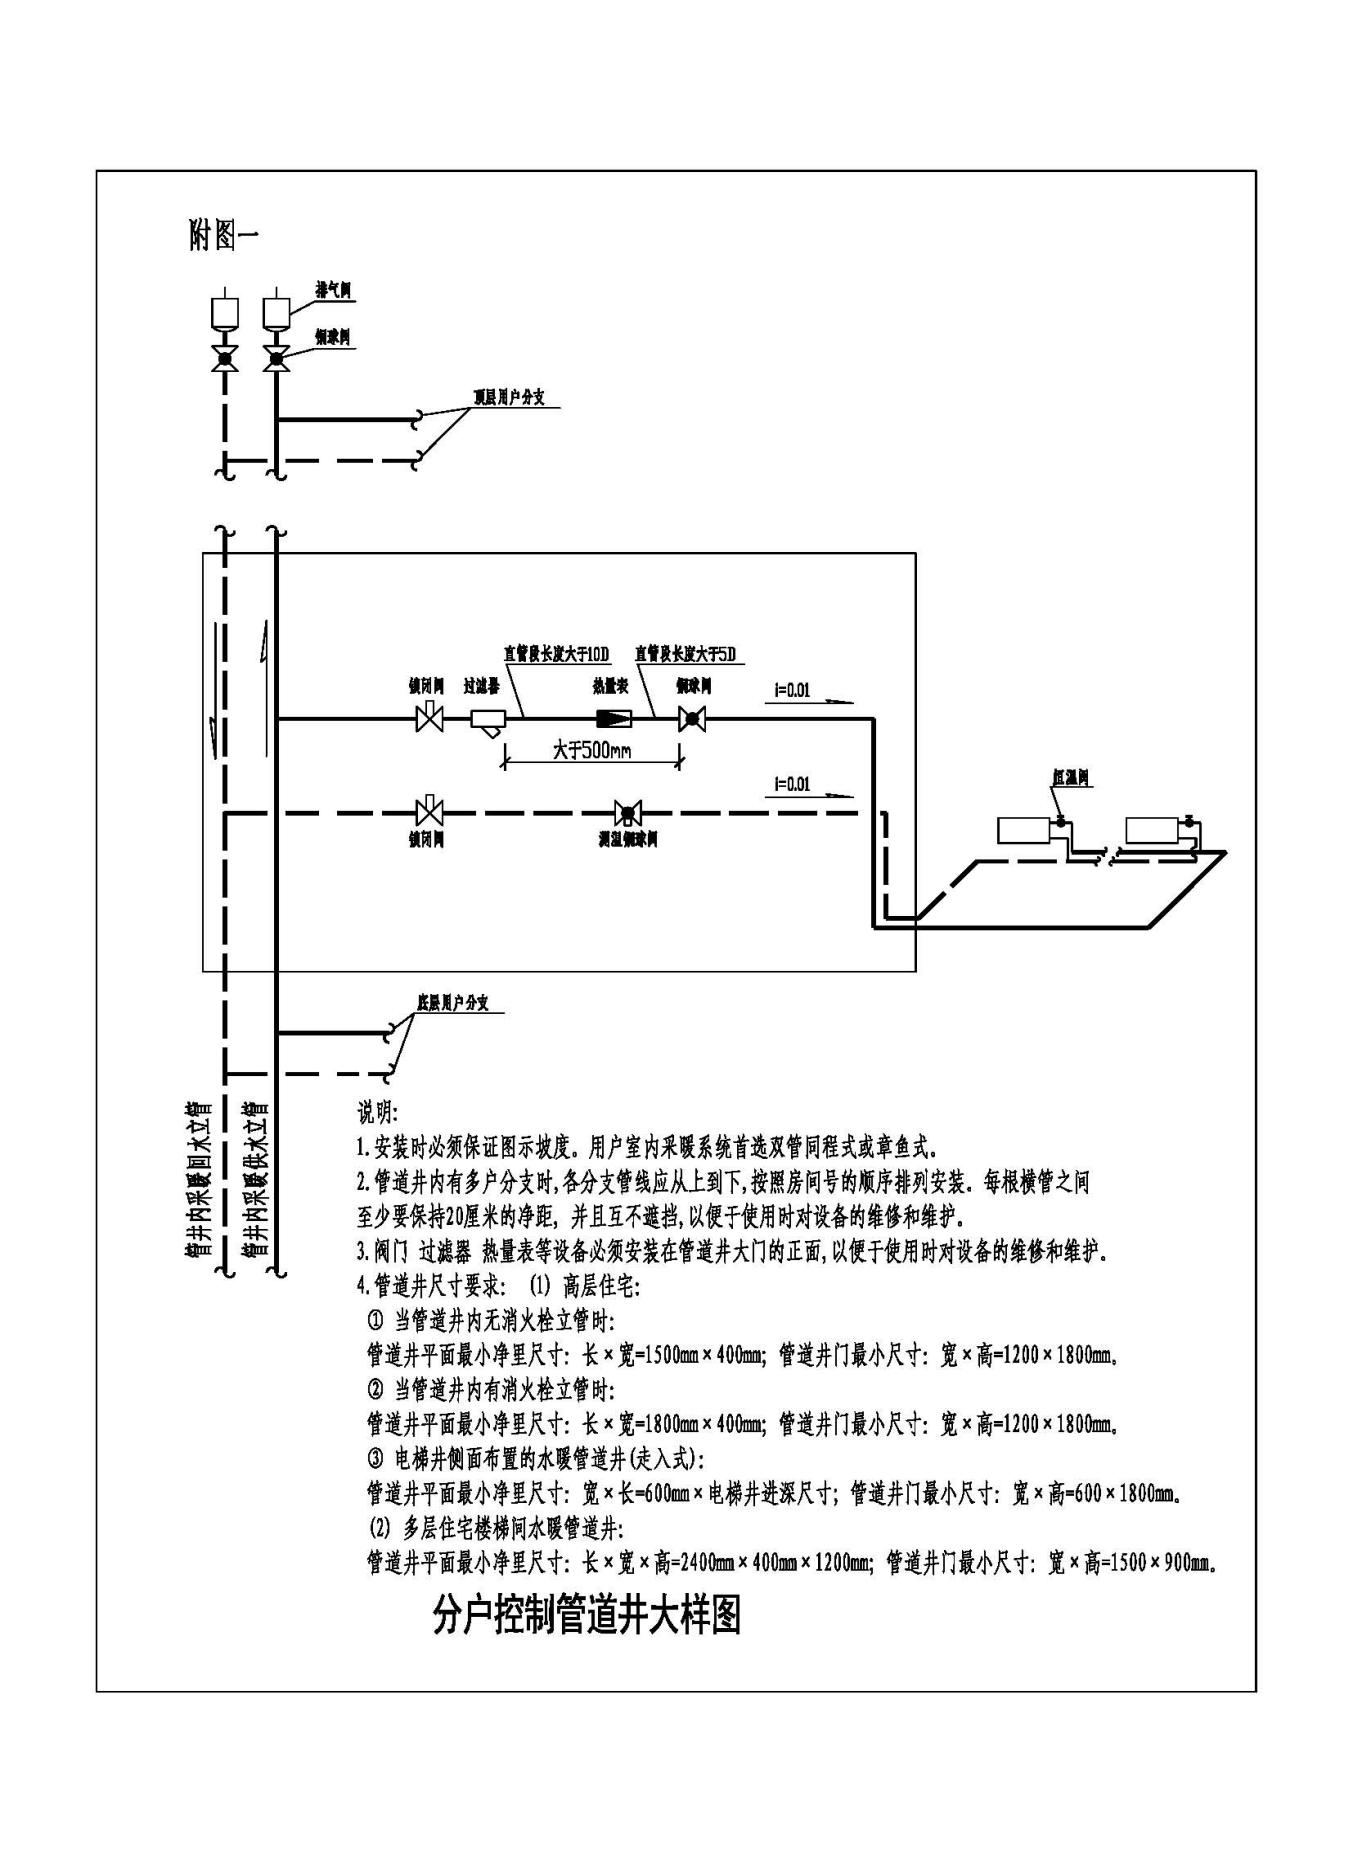 附图一
排气阀
铜球阀
顶层用户分支
直管段长度大于10D
直管段长度大于5D
锁闭阀
过滤器
热量表
铜球阀
i=0.01
大于500mm
i=0.01
恒温阀
锁闭阀
测温铜球阀
底层用户分支
管井内采暖回水立管
管井内采暖供水立管
说明:
1.安装时必须保证图示坡度。用户室内采暖系统首选双管同程式或章鱼式。
2.管道井内有多户分支时,各分支管线应从上到下,按照房间号的顺序排列安装。每根横管之间
至少要保持20厘米的净距, 并且互不遮挡,以便于使用时对设备的维修和维护。
3.阀门 过滤器 热量表等设备必须安装在管道井大门的正面,以便于使用时对设备的维修和维护。
4.管道井尺寸要求: (1) 高层住宅:
① 当管道井内无消火栓立管时:
管道井平面最小净里尺寸: 长×宽=1500mm×400mm; 管道井门最小尺寸: 宽×高=1200×1800mm。
② 当管道井内有消火栓立管时:
管道井平面最小净里尺寸: 长×宽=1800mm×400mm; 管道井门最小尺寸: 宽×高=1200×1800mm。
③ 电梯井侧面布置的水暖管道井(走入式):
管道井平面最小净里尺寸: 宽×长=600mm×电梯井进深尺寸; 管道井门最小尺寸: 宽×高=600×1800mm。
(2) 多层住宅楼梯间水暖管道井:
管道井平面最小净里尺寸: 长×宽×高=2400mm×400mm×1200mm; 管道井门最小尺寸: 宽×高=1500×900mm。
分户控制管道井大样图